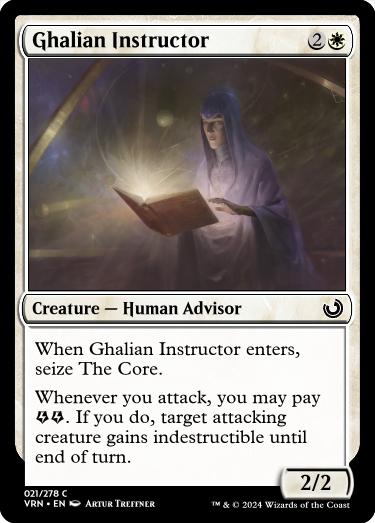 Ghalian Instructor 2
Creature — Human Advisor
When Ghalian Instructor enters,
seize The Core.
Whenever you attack, you may pay
. If you do, target attacking
creature gains indestructible until
end of turn.
2/2
021/278 C
VRN • EN Artur Treffner
™ & © 2024 Wizards of the Coast